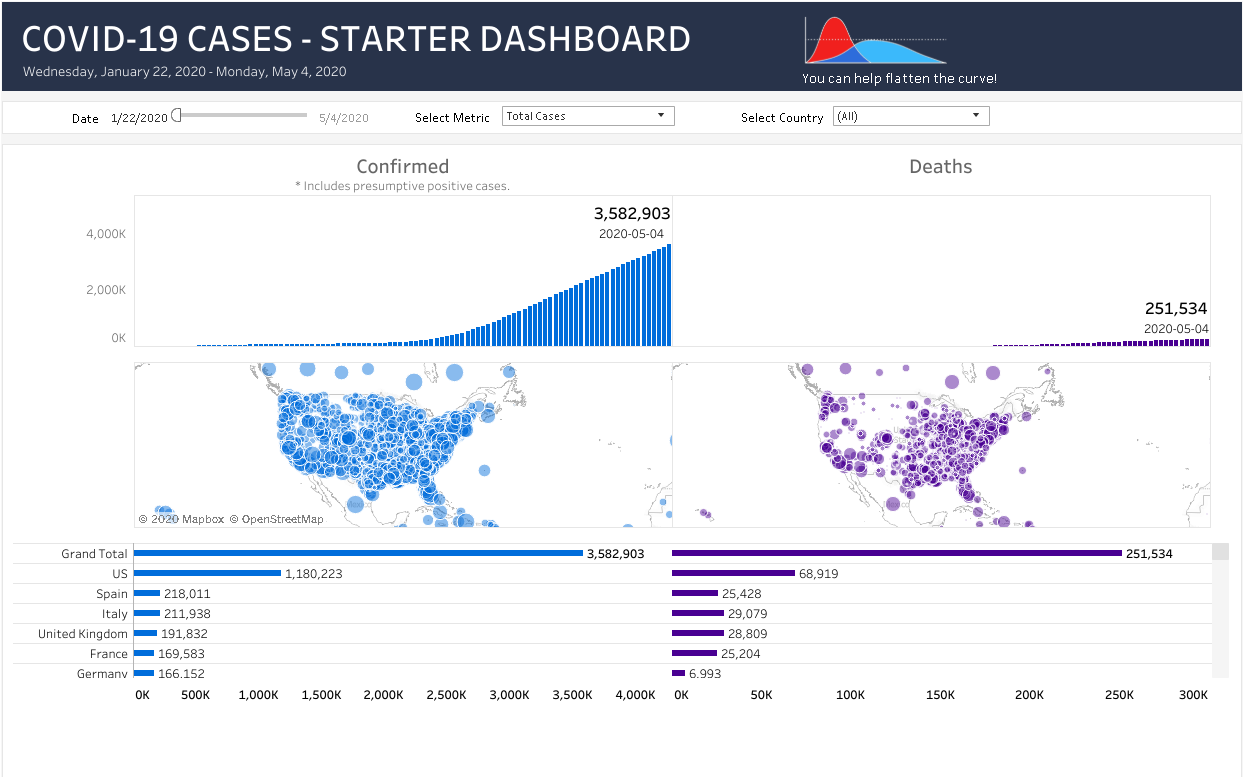 COVID-19 CASES - STARTER DASHBOARD
Wednesday, January 22, 2020 - Monday, May 4, 2020
You can help flatten the curve!
Date 1/22/2020 5/4/2020 Select Metric Total Cases Select Country (All)
Confirmed Deaths
* Includes presumptive positive cases.
3,582,903
2020-05-04
4,000K
2,000K
0K
251,534
2020-05-04
© 2020 Mapbox © OpenStreetMap
Grand Total 3,582,903 251,534
US 1,180,223 68,919
Spain 218,011 25,428
Italy 211,938 29,079
United Kingdom 191,832 28,809
France 169,583 25,204
Germany 166,152 6,993
0K 500K 1,000K 1,500K 2,000K 2,500K 3,000K 3,500K 4,000K 0K 50K 100K 150K 200K 250K 300K